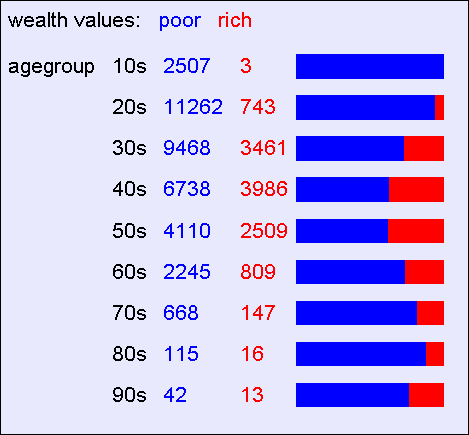 wealth values: poor rich
agegroup 10s 2507 3
20s 11262 743
30s 9468 3461
40s 6738 3986
50s 4110 2509
60s 2245 809
70s 668 147
80s 115 16
90s 42 13